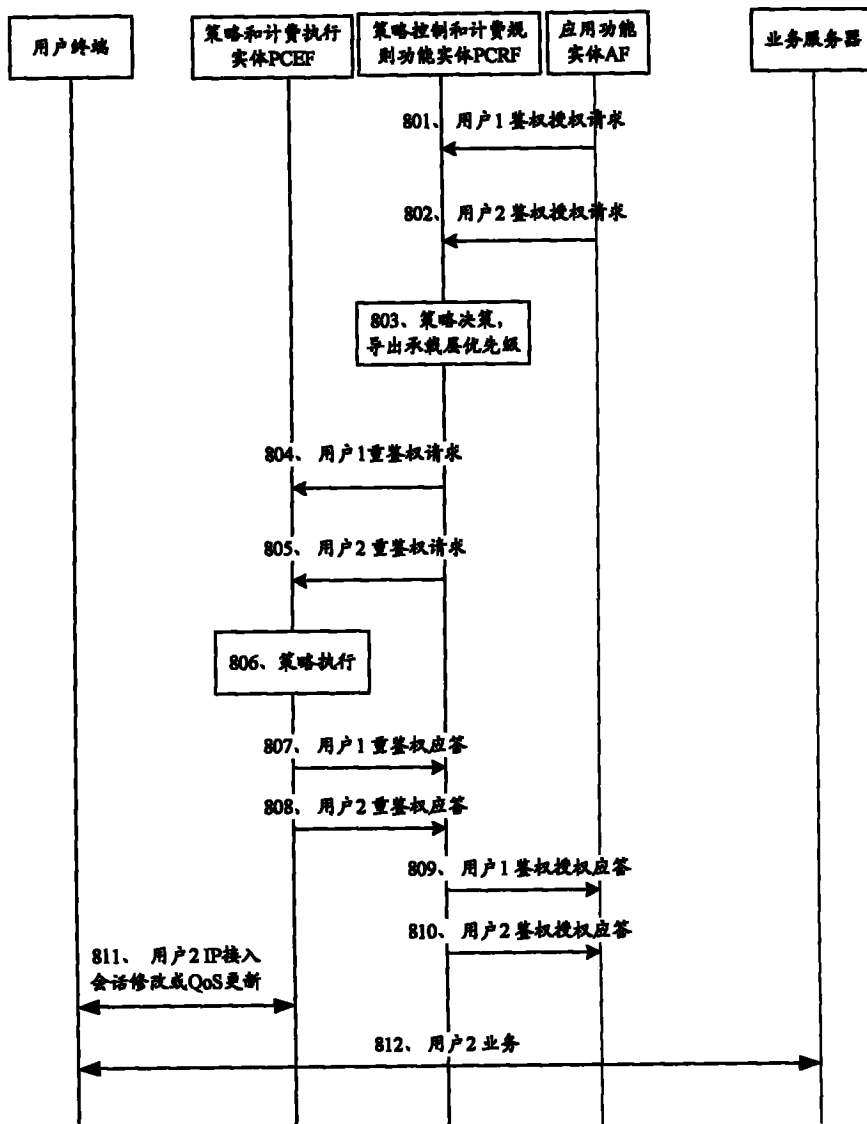 用户终端
策略和计费执行
实体PCEF
策略控制和计费规
则功能实体PCRF
应用功能
实体AF
业务服务器
801、 用户1 鉴权授权请求
802、 用户2 鉴权授权请求
803、策略决策,
导出承载层优先级
804、 用户1重鉴权请求
805、 用户2 重鉴权请求
806、策略执行
807、 用户1 重鉴权应答
808、 用户2 重鉴权应答
809、 用户1 鉴权授权应答
810、 用户2 鉴权授权应答
811、 用户2 IP接入
会话修改或QoS更新
812、 用户2 业务